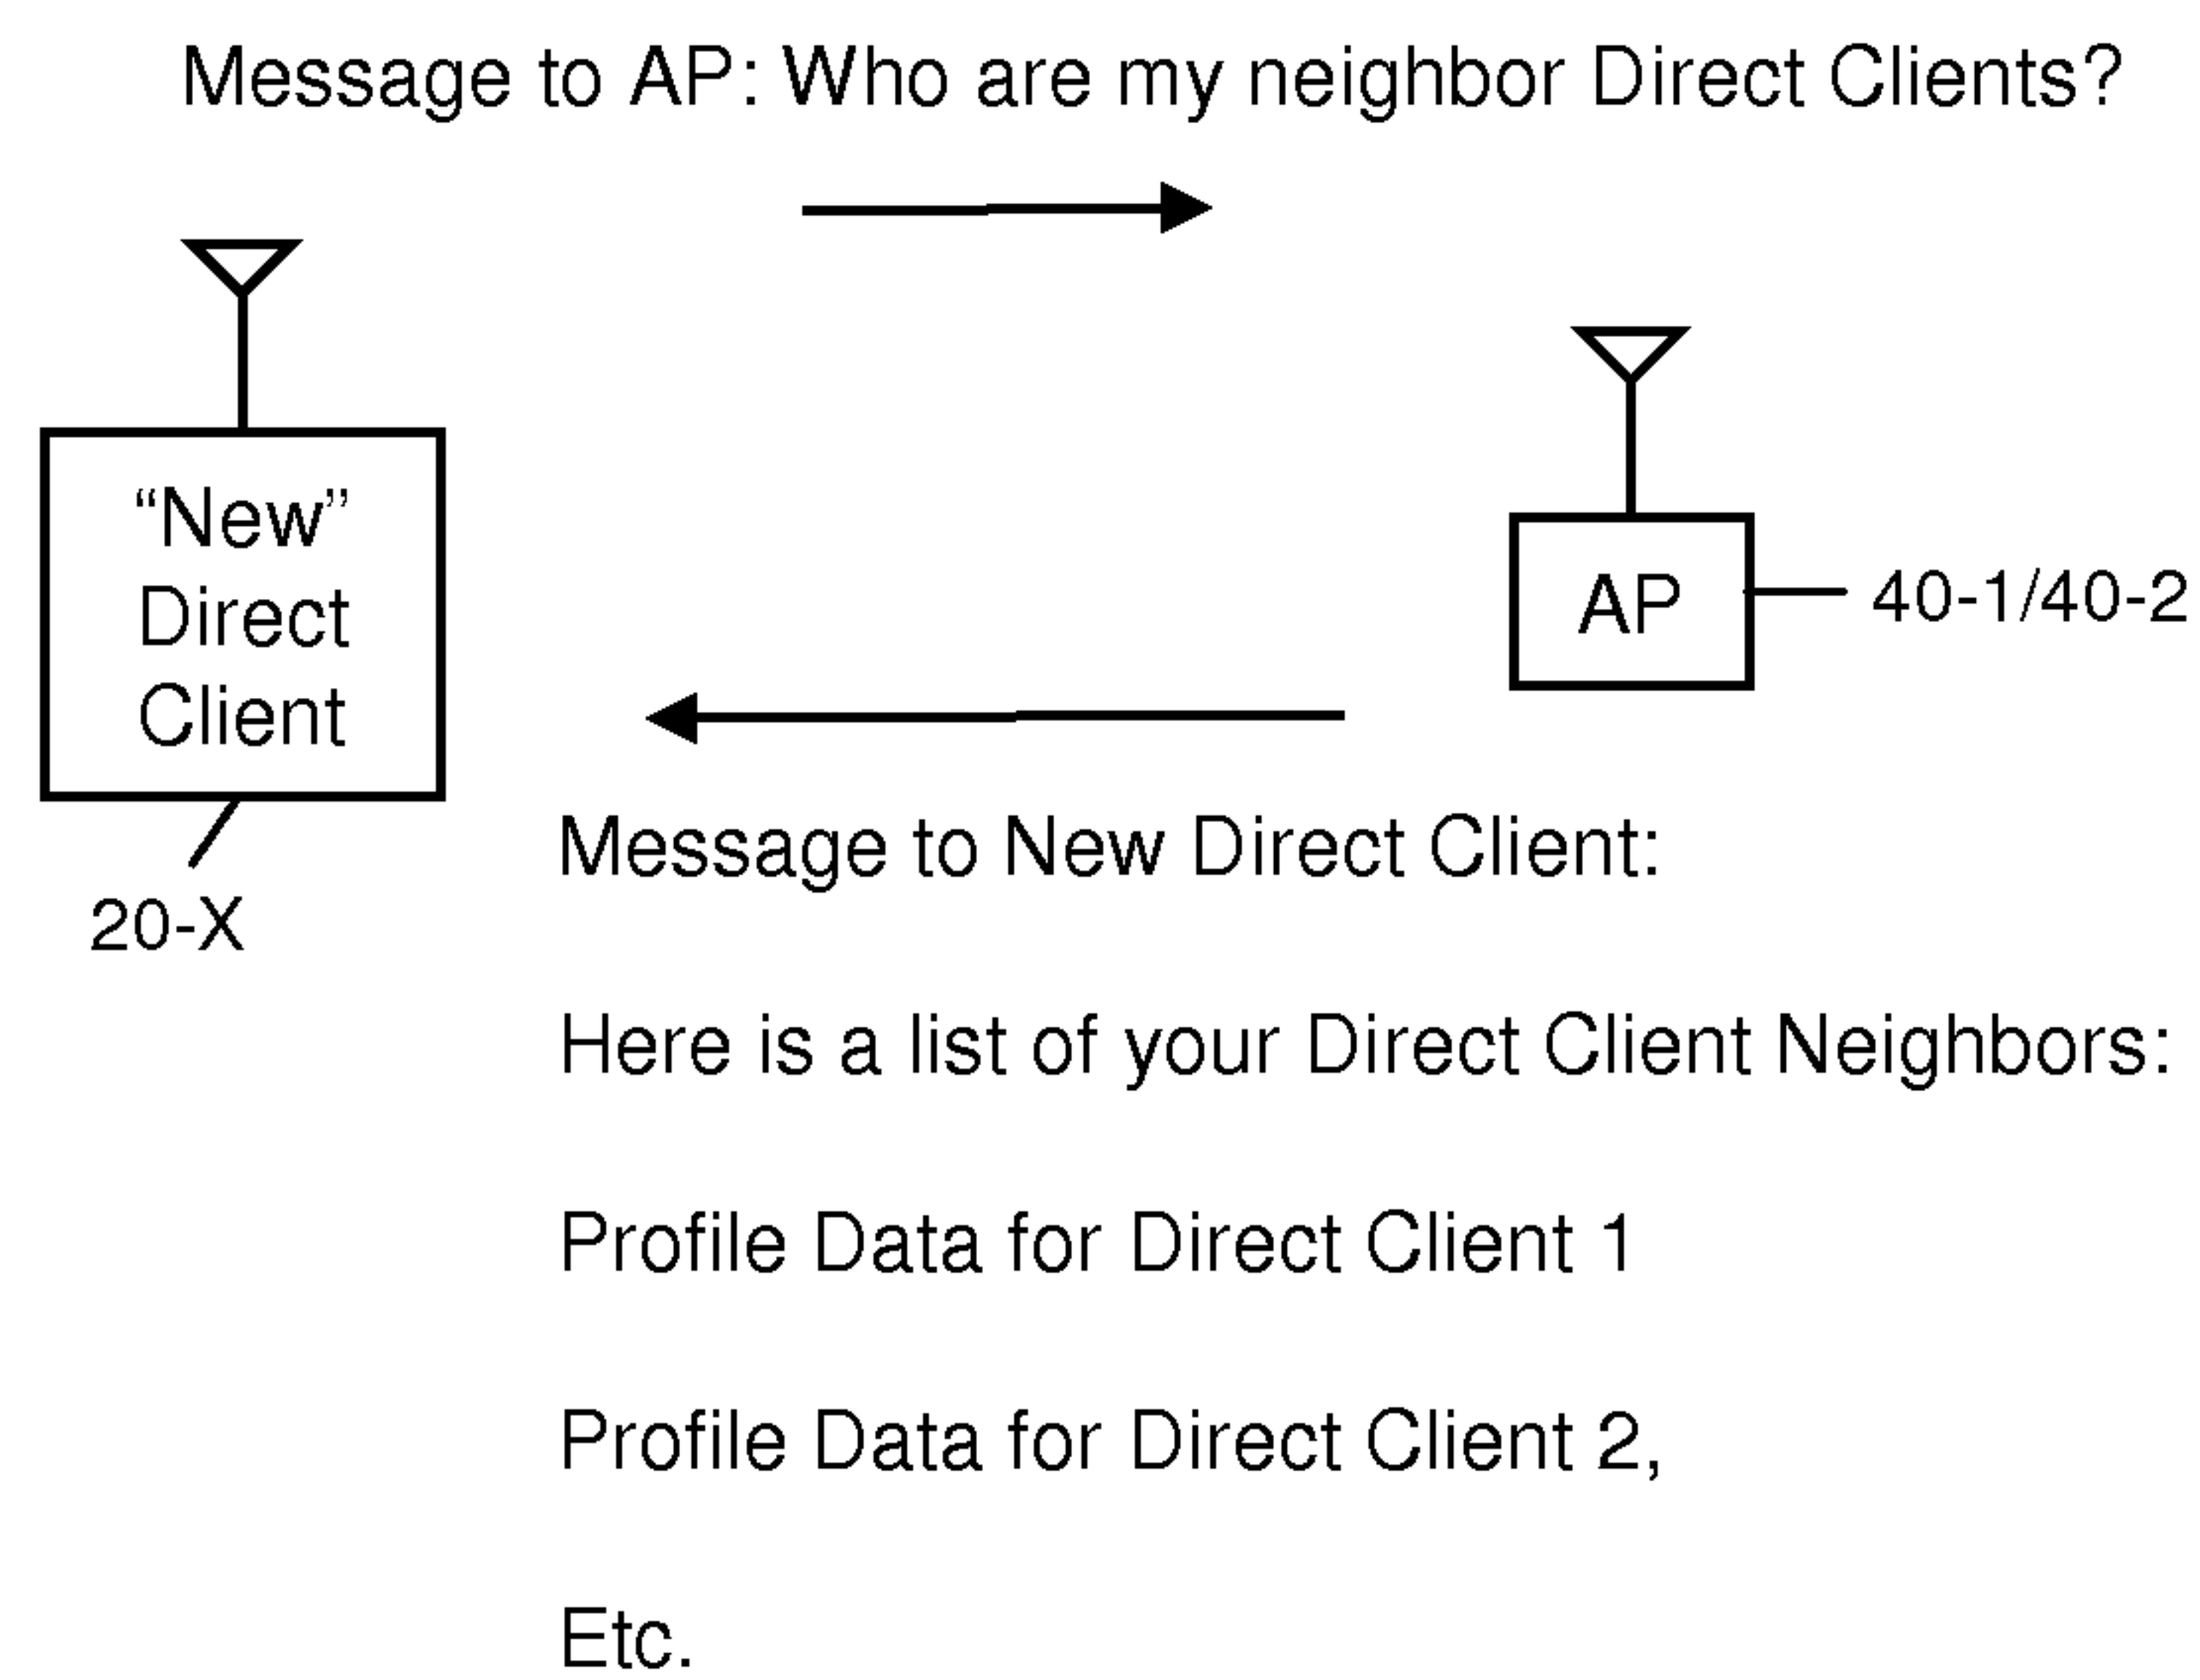 Message to AP: Who are my neighbor Direct Clients?
“New”
Direct
Client
20-X
AP
40-1/40-2
Message to New Direct Client:
Here is a list of your Direct Client Neighbors:
Profile Data for Direct Client 1
Profile Data for Direct Client 2,
Etc.